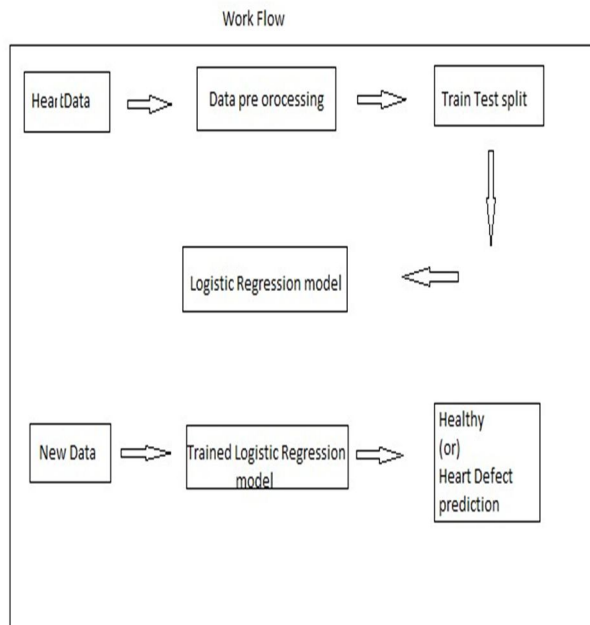 Work Flow
HeartData
Data pre orocessing
Train Test split
Logistic Regression model
New Data
Trained Logistic Regression
model
Healthy
(or)
Heart Defect
prediction